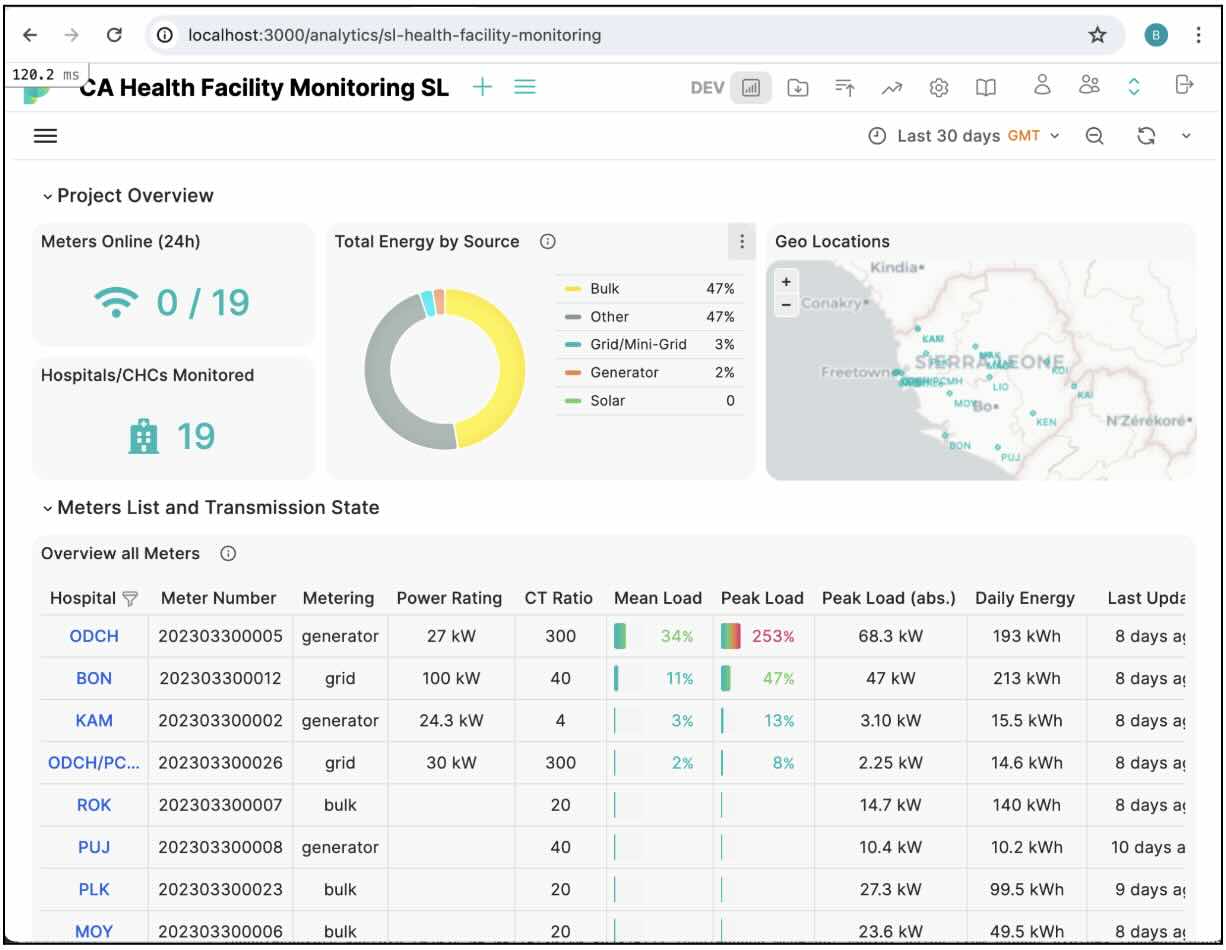 localhost:3000/analytics/sl-health-facility-monitoring
B
120.2 ms
CA Health Facility Monitoring SL
DEV
Last 30 days GMT
Project Overview
Meters Online (24h)
0 / 19
Hospitals/CHCs Monitored
19
Total Energy by Source
Bulk 47%
Other 47%
Grid/Mini-Grid 3%
Generator 2%
Solar 0
Geo Locations
+
−
Kindia
Conakry
KAM
SIERRA LEONE
KOI
Freetown
LIO
KAI
MOY
Bo
KEN
N'Zérékoré
BON
PUJ
Meters List and Transmission State
Overview all Meters
Hospital Meter Number Metering Power Rating CT Ratio Mean Load Peak Load Peak Load (abs.) Daily Energy Last Upda
ODCH 202303300005 generator 27 kW 300 34% 253% 68.3 kW 193 kWh 8 days ag
BON 202303300012 grid 100 kW 40 11% 47% 47 kW 213 kWh 8 days ag
KAM 202303300002 generator 24.3 kW 4 3% 13% 3.10 kW 15.5 kWh 8 days ag
ODCH/PC... 202303300026 grid 30 kW 300 2% 8% 2.25 kW 14.6 kWh 8 days ag
ROK 202303300007 bulk 20 14.7 kW 140 kWh 8 days ag
PUJ 202303300008 generator 40 10.4 kW 10.2 kWh 10 days a
PLK 202303300023 bulk 20 27.3 kW 99.5 kWh 9 days ag
MOY 202303300006 bulk 20 23.6 kW 49.5 kWh 8 days ag